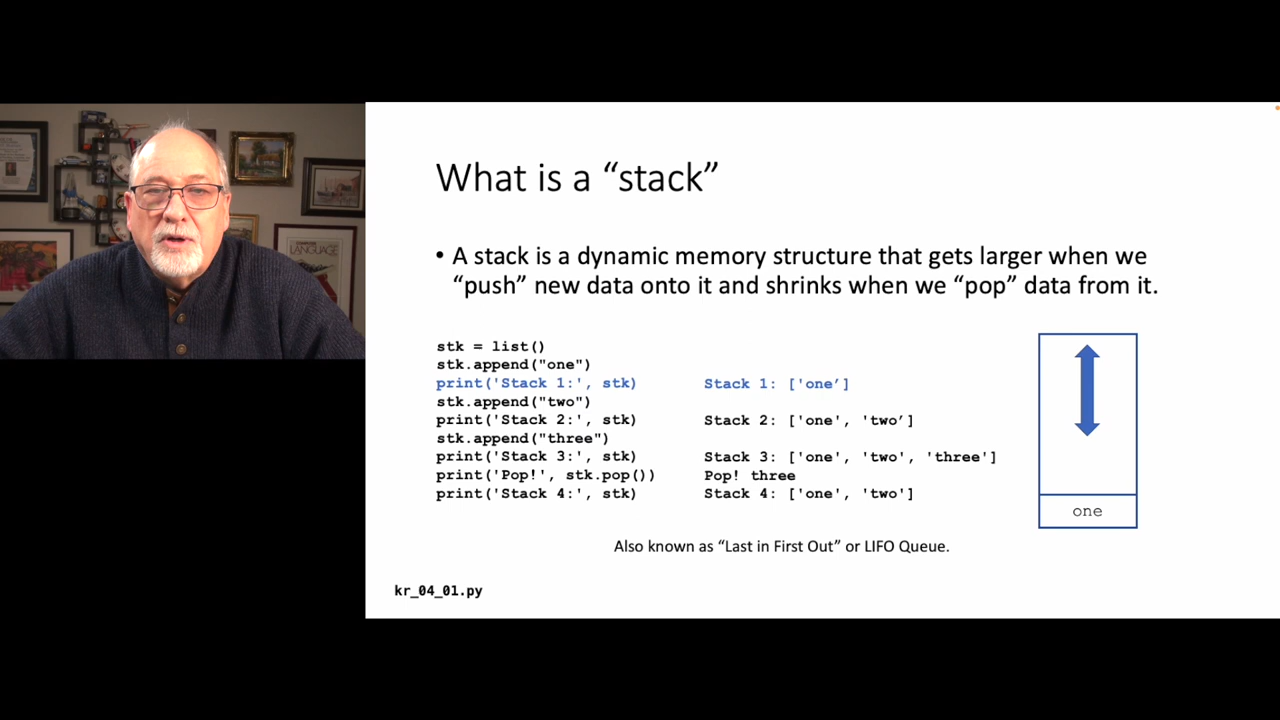 What is a “stack”
• A stack is a dynamic memory structure that gets larger when we
“push” new data onto it and shrinks when we “pop” data from it.
stk = list()
stk.append("one")
print('Stack 1:', stk)
stk.append("two")
print('Stack 2:', stk)
stk.append("three")
print('Stack 3:', stk)
print('Pop!', stk.pop())
print('Stack 4:', stk)
Stack 1: ['one’]
Stack 2: ['one', 'two’]
Stack 3: ['one', 'two', 'three']
Pop! three
Stack 4: ['one', 'two']
one
Also known as “Last in First Out” or LIFO Queue.
kr_04_01.py
LANGUAGE